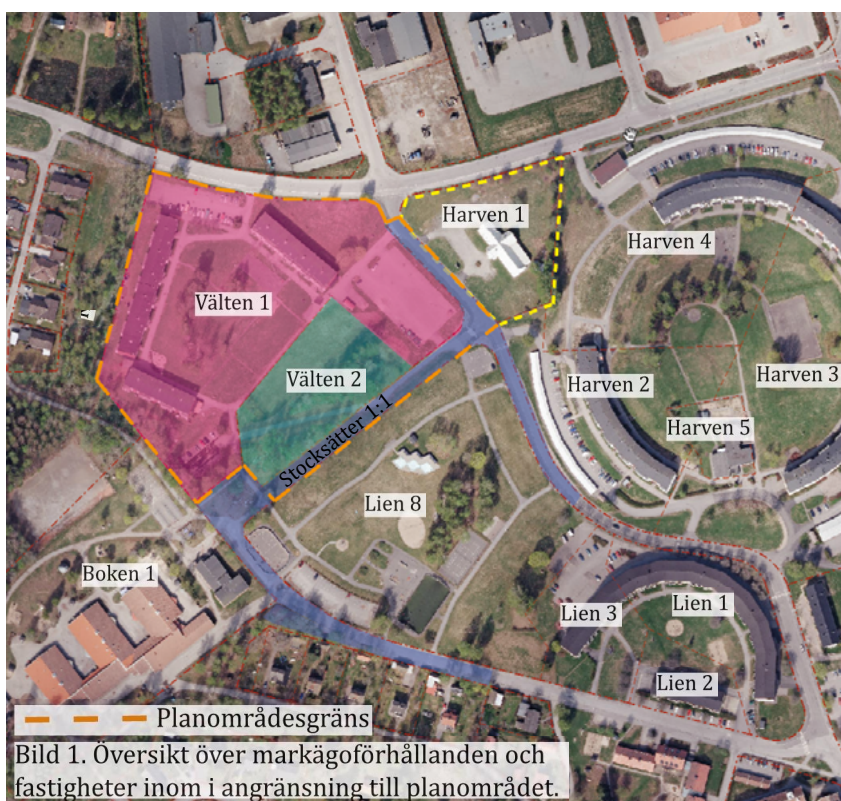 Harven 1
Harven 4
Välten 1
Välten 2
Harven 2
Harven 3
Harven 5
Stocksätter 1:1
Lien 8
Boken 1
Lien 3
Lien 1
Lien 2
Planområdesgräns
Bild 1. Översikt över markägoförhållanden och
fastigheter inom i angränsning till planområdet.